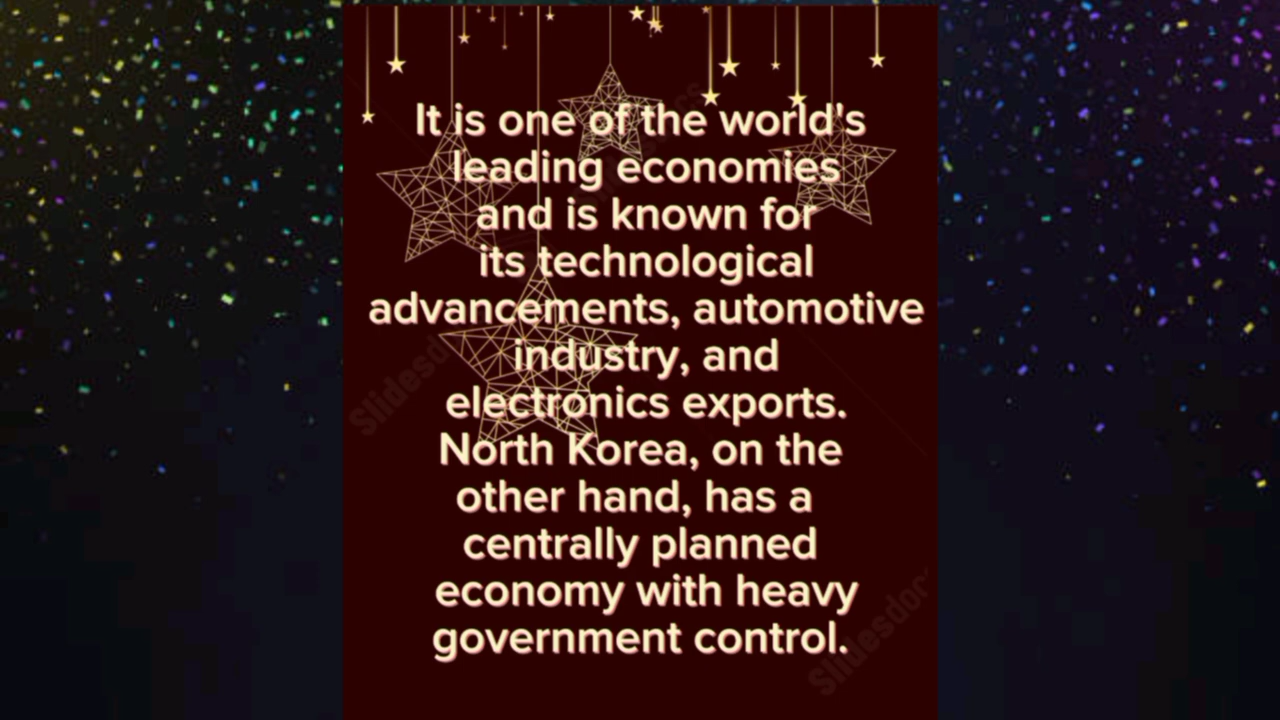 It is one of the world's
leading economies
and is known for
its technological
advancements, automotive
industry, and
electronics exports.
North Korea, on the
other hand, has a
centrally planned
economy with heavy
government control.